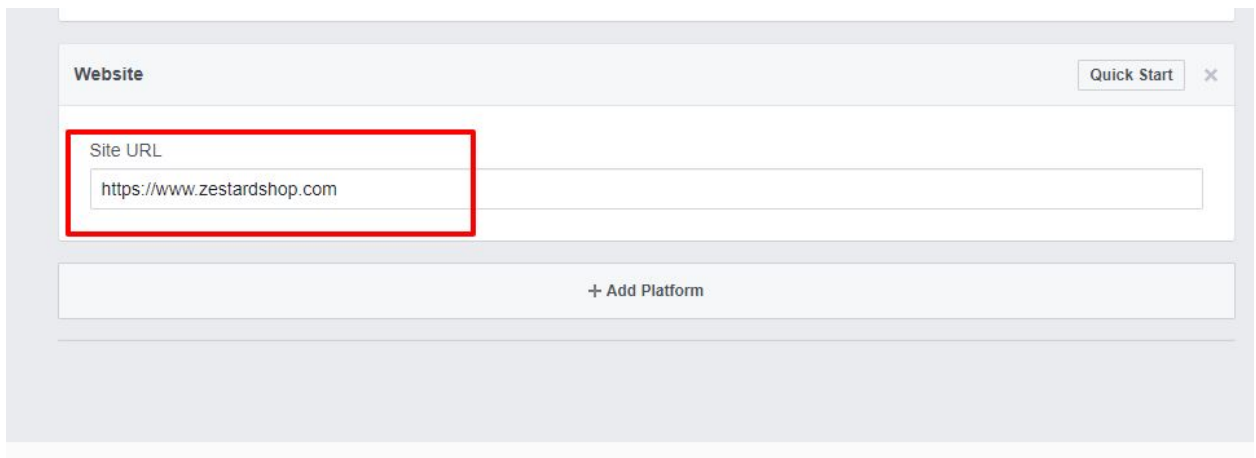 Website
Quick Start
Site URL
https://www.zestardshop.com
+ Add Platform